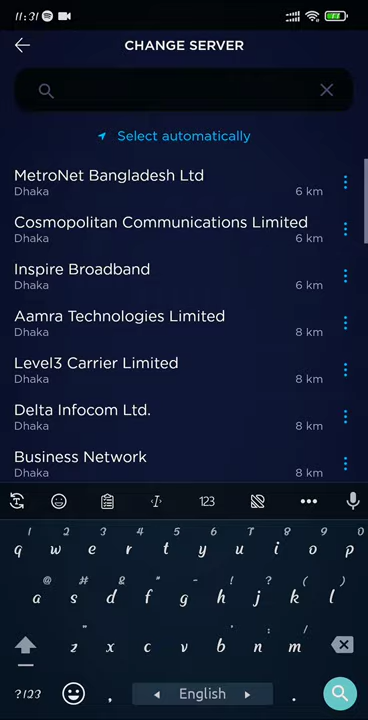 11:31
CHANGE SERVER
Select automatically
MetroNet Bangladesh Ltd
Dhaka 6 km
Cosmopolitan Communications Limited
Dhaka 6 km
Inspire Broadband
Dhaka 6 km
Aamra Technologies Limited
Dhaka 8 km
Level3 Carrier Limited
Dhaka 8 km
Delta Infocom Ltd.
Dhaka 8 km
Business Network
Dhaka 8 km
123
1 2 3 4 5 6 7 8 9 0
q w e r t y u i o p
@ # & * - ! ? ( )
a s d f g h j k l
" ' : ; /
z x c v b n m
?123 , English .